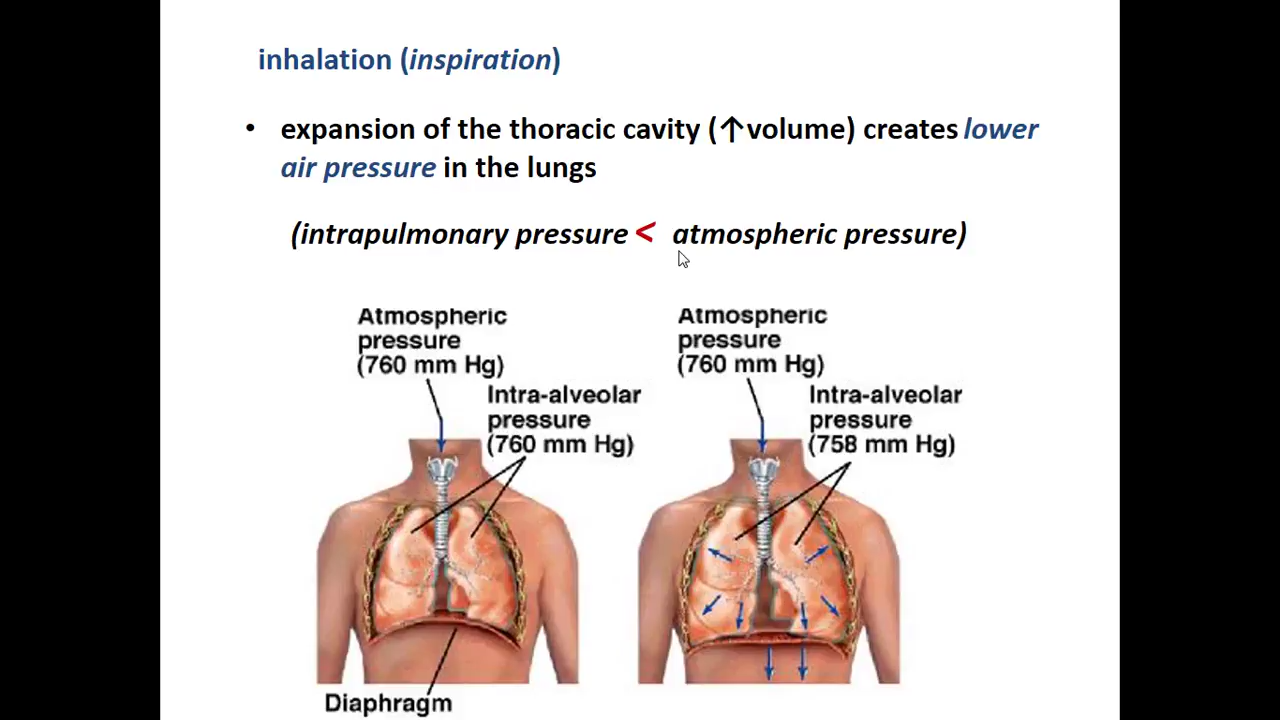 inhalation (inspiration)
• expansion of the thoracic cavity (↑volume) creates lower
air pressure in the lungs
(intrapulmonary pressure < atmospheric pressure)
Atmospheric
pressure
(760 mm Hg)
Intra-alveolar
pressure
(760 mm Hg)
Diaphragm
Atmospheric
pressure
(760 mm Hg)
Intra-alveolar
pressure
(758 mm Hg)